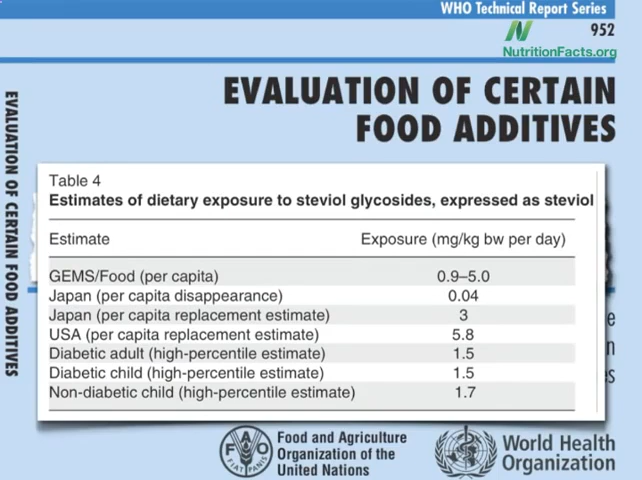 WHO Technical Report Series
952
NutritionFacts.org
EVALUATION OF CERTAIN
FOOD ADDITIVES
EVALUATION OF CERTAIN FOOD ADDITIVES
Table 4
Estimates of dietary exposure to steviol glycosides, expressed as steviol
Estimate Exposure (mg/kg bw per day)
GEMS/Food (per capita) 0.9–5.0
Japan (per capita disappearance) 0.04
Japan (per capita replacement estimate) 3
USA (per capita replacement estimate) 5.8
Diabetic adult (high-percentile estimate) 1.5
Diabetic child (high-percentile estimate) 1.5
Non-diabetic child (high-percentile estimate) 1.7
e
n
s
FAO
FIAT PANIS
Food and Agriculture
Organization of the
United Nations
World Health
Organization